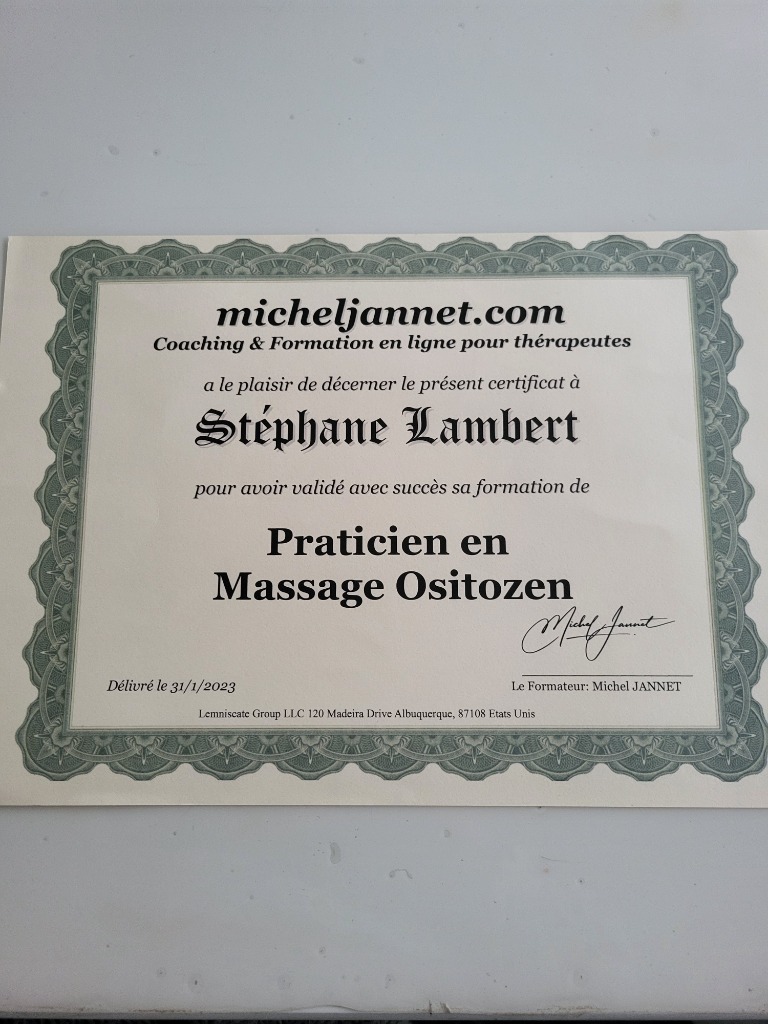 micheljannet.com
Coaching & Formation en ligne pour thérapeutes
a le plaisir de décerner le présent certificat à
Stéphane Lambert
pour avoir validé avec succès sa formation de
Praticien en
Massage Ositozen
Michel Jannet
Délivré le 31/1/2023
Le Formateur: Michel JANNET
Lemniscate Group LLC 120 Madeira Drive Albuquerque, 87108 Etats Unis